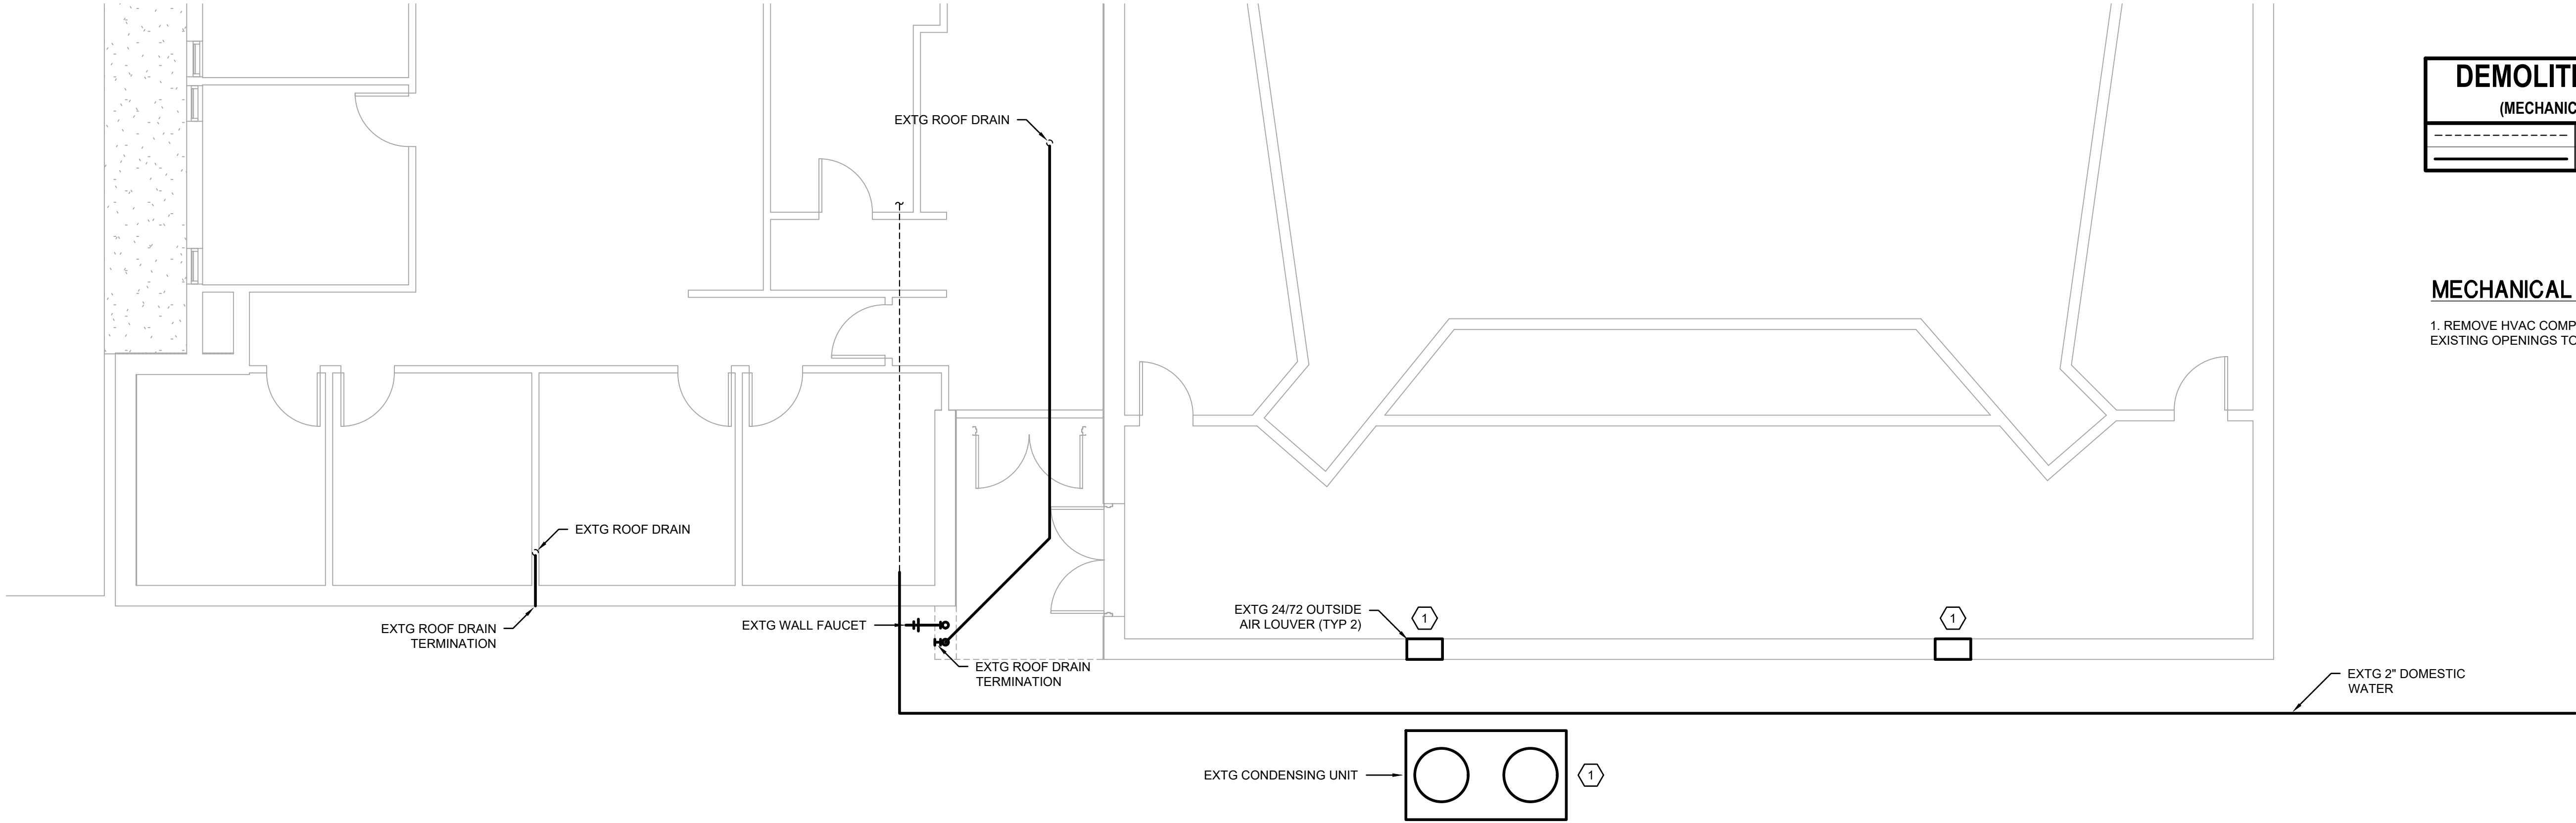 EXTG ROOF DRAIN
EXTG ROOF DRAIN
EXTG ROOF DRAIN
TERMINATION
EXTG WALL FAUCET
EXTG ROOF DRAIN
TERMINATION
EXTG 24/72 OUTSIDE
AIR LOUVER (TYP 2)
1
1
EXTG 2" DOMESTIC
WATER
EXTG CONDENSING UNIT
1
DEMOLITI
(MECHANIC
MECHANICAL
1. REMOVE HVAC COMP
EXISTING OPENINGS TO